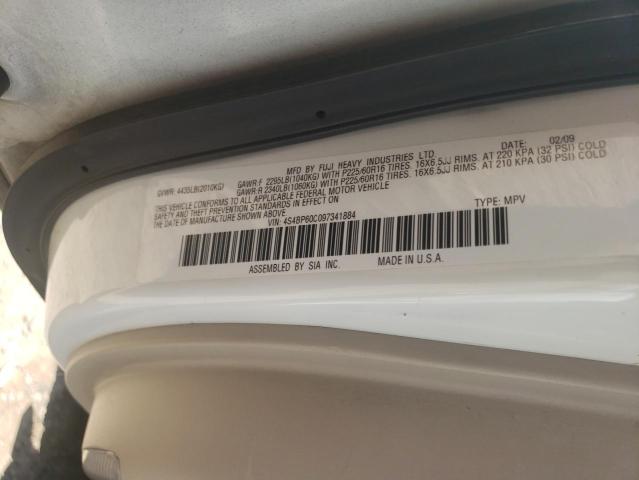 MFD BY FUJI HEAVY INDUSTRIES LTD. 02/09
GVWR: 4435LB(2010KG) GAWR:F 2295LB(1040KG) WITH P225/60R16 TIRES. 16X6.5JJ RIMS. AT 220 KPA (32 PSI) COLD
GAWR:R 2340LB(1060KG) WITH P225/60R16 TIRES. 16X6.5JJ RIMS. AT 210 KPA (30 PSI) COLD
THIS VEHICLE CONFORMS TO ALL APPLICABLE FEDERAL MOTOR VEHICLE
SAFETY AND THEFT PREVENTION STANDARDS IN EFFECT ON
THE DATE OF MANUFACTURE SHOWN ABOVE
VIN: 4S4BP60C097341884 TYPE: MPV
ASSEMBLED BY SIA INC. MADE IN U.S.A.